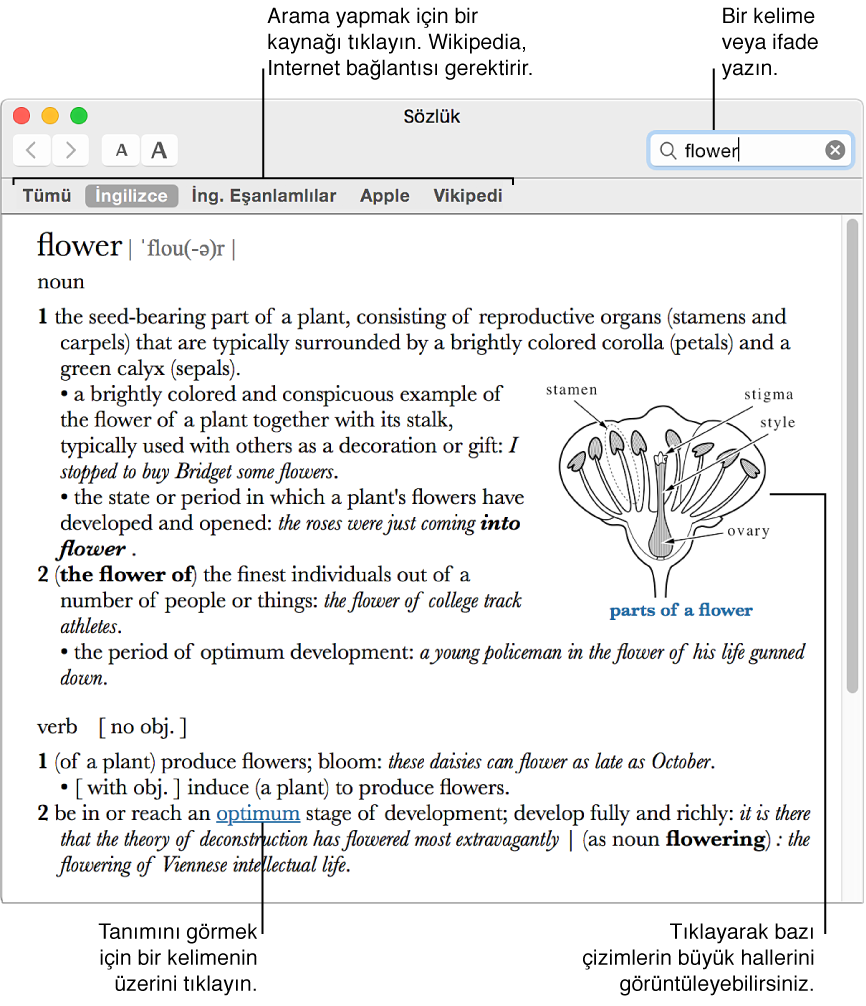 Arama yapmak için bir
kaynağı tıklayın. Wikipedia,
Internet bağlantısı gerektirir.
Bir kelime
veya ifade
yazın.
Sözlük
A A
flower
Tümü İngilizce İng. Eşanlamlılar Apple Vikipedi
flower | ˈflou(-ə)r |
noun
1 the seed-bearing part of a plant, consisting of reproductive organs (stamens and
carpels) that are typically surrounded by a brightly colored corolla (petals) and a
green calyx (sepals).
• a brightly colored and conspicuous example of
the flower of a plant together with its stalk,
typically used with others as a decoration or gift: I
stopped to buy Bridget some flowers.
• the state or period in which a plant's flowers have
developed and opened: the roses were just coming into
flower .
2 (the flower of) the finest individuals out of a
number of people or things: the flower of college track
athletes.
• the period of optimum development: a young policeman in the flower of his life gunned
down.
stamen
stigma
style
ovary
parts of a flower
verb [ no obj. ]
1 (of a plant) produce flowers; bloom: these daisies can flower as late as October.
• [ with obj. ] induce (a plant) to produce flowers.
2 be in or reach an optimum stage of development; develop fully and richly: it is there
that the theory of deconstruction has flowered most extravagantly | (as noun flowering) : the
flowering of Viennese intellectual life.
Tanımını görmek
için bir kelimenin
üzerini tıklayın.
Tıklayarak bazı
çizimlerin büyük hallerini
görüntüleyebilirsiniz.